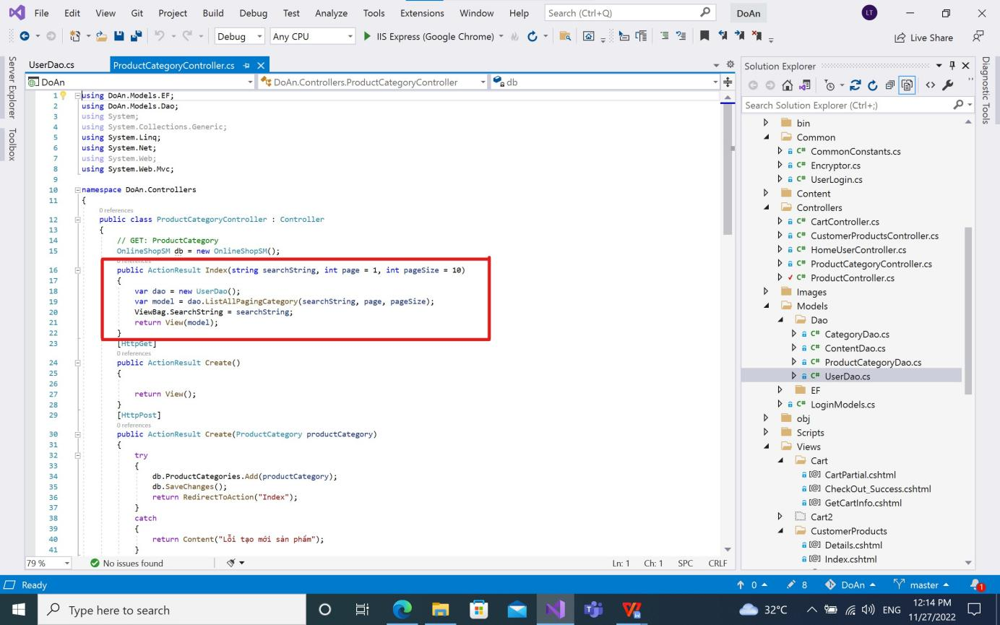 File Edit View Git Project Build Debug Test Analyze Tools Extensions Window Help Search (Ctrl+Q) DoAn LT
Debug Any CPU IIS Express (Google Chrome) Live Share
Server Explorer
Toolbox
UserDao.cs ProductCategoryController.cs
DoAn DoAn.Controllers.ProductCategoryController db
1 using DoAn.Models.EF;
2 using DoAn.Models.Dao;
3 using System;
4 using System.Collections.Generic;
5 using System.Linq;
6 using System.Net;
7 using System.Web;
8 using System.Web.Mvc;
9
10 namespace DoAn.Controllers
11 {
0 references
12 public class ProductCategoryController : Controller
13 {
14 // GET: ProductCategory
15 OnlineShopSM db = new OnlineShopSM();
0 references
16 public ActionResult Index(string searchString, int page = 1, int pageSize = 10)
17 {
18 var dao = new UserDao();
19 var model = dao.ListAllPagingCategory(searchString, page, pageSize);
20 ViewBag.SearchString = searchString;
21 return View(model);
22 }
23 [HttpGet]
0 references
24 public ActionResult Create()
25 {
26
27 return View();
28 }
29 [HttpPost]
0 references
30 public ActionResult Create(ProductCategory productCategory)
31 {
32 try
33 {
34 db.ProductCategories.Add(productCategory);
35 db.SaveChanges();
36 return RedirectToAction("Index");
37 }
38 catch
39 {
40 return Content("Lỗi tạo mới sản phẩm");
41 }
79 % No issues found Ln: 1 Ch: 1 SPC CRLF
Solution Explorer
Search Solution Explorer (Ctrl+;)
bin
Common
C# CommonConstants.cs
C# Encryptor.cs
C# UserLogin.cs
Content
Controllers
C# CartController.cs
C# CustomerProductsController.cs
C# HomeUserController.cs
C# ProductCategoryController.cs
C# ProductController.cs
Images
Models
Dao
C# CategoryDao.cs
C# ContentDao.cs
C# ProductCategoryDao.cs
C# UserDao.cs
EF
C# LoginModels.cs
obj
Scripts
Views
Cart
[@] CartPartial.cshtml
[@] CheckOut_Success.cshtml
[@] GetCartInfo.cshtml
Cart2
CustomerProducts
[@] Details.cshtml
[@] Index.cshtml
Diagnostic Tools
Ready 0 8 DoAn master 1
Type here to search 32°C ENG 12:14 PM
11/27/2022